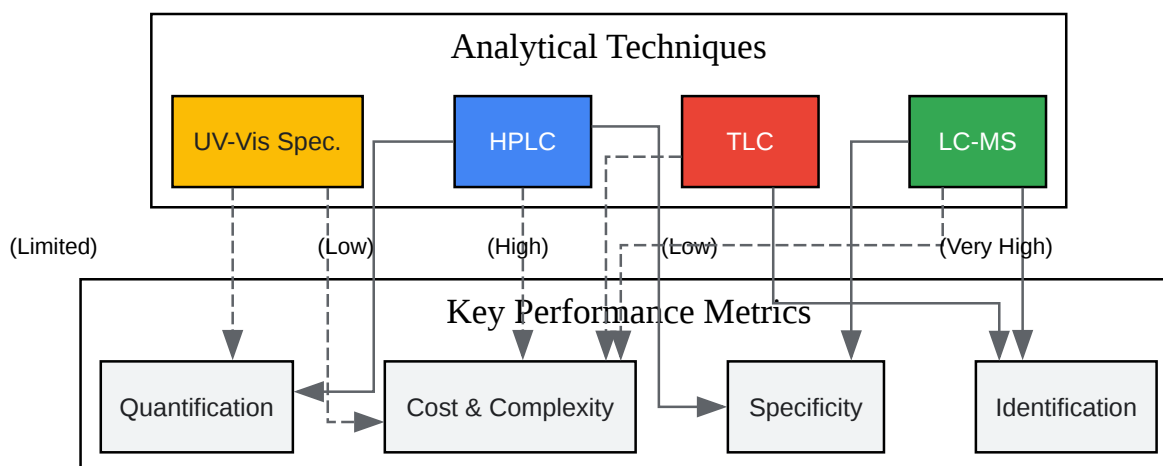 Analytical Techniques
UV-Vis Spec.
HPLC
TLC
LC-MS
(Limited)
(Low)
(High)
(Low)
(Very High)
Key Performance Metrics
Quantification
Cost & Complexity
Specificity
Identification